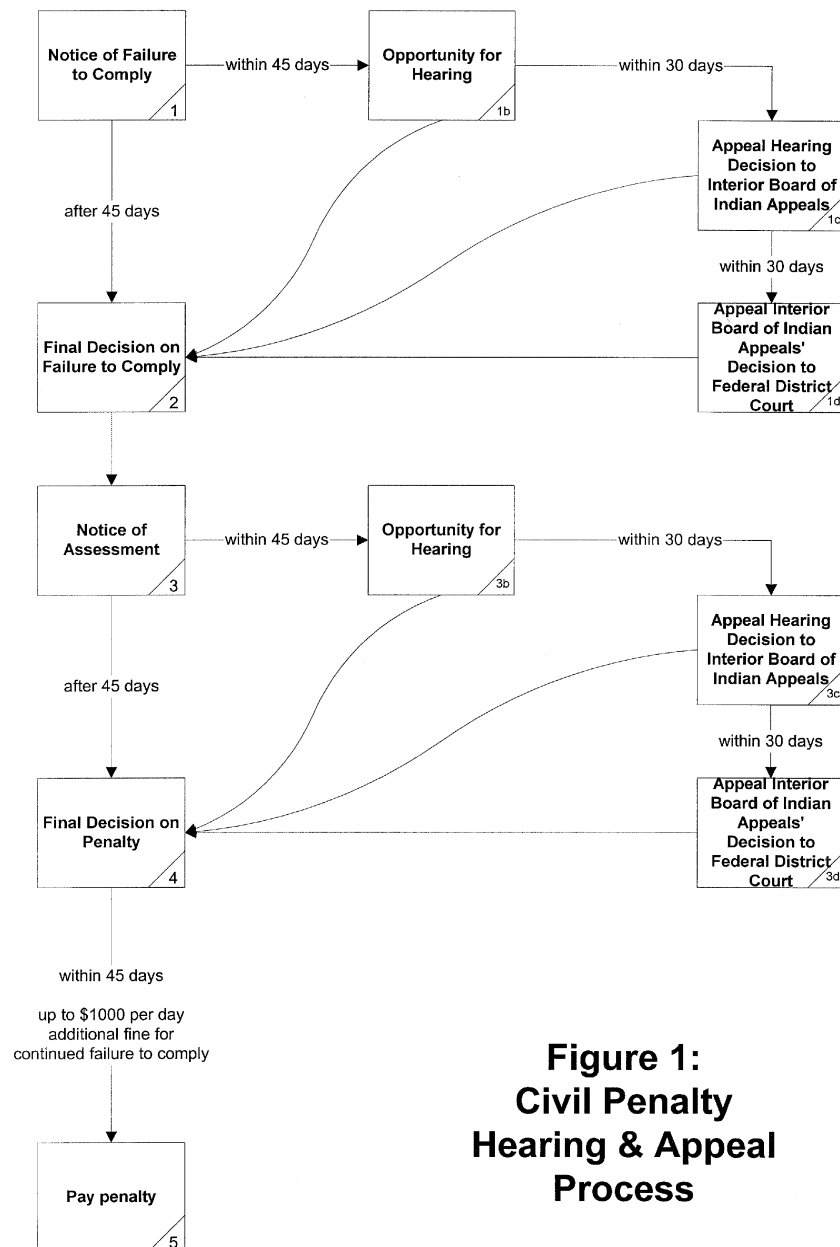 Notice of Failure
to Comply
1
within 45 days
Opportunity for
Hearing
1b
within 30 days
Appeal Hearing
Decision to
Interior Board of
Indian Appeals
1c
after 45 days
within 30 days
Final Decision on
Failure to Comply
2
Appeal Interior
Board of Indian
Appeals'
Decision to
Federal District
Court
1d
Notice of
Assessment
3
within 45 days
Opportunity for
Hearing
3b
within 30 days
Appeal Hearing
Decision to
Interior Board of
Indian Appeals
3c
after 45 days
within 30 days
Final Decision on
Penalty
4
Appeal Interior
Board of Indian
Appeals'
Decision to
Federal District
Court
3d
within 45 days
up to $1000 per day
additional fine for
continued failure to comply
Pay penalty
5
Figure 1:
Civil Penalty
Hearing & Appeal
Process